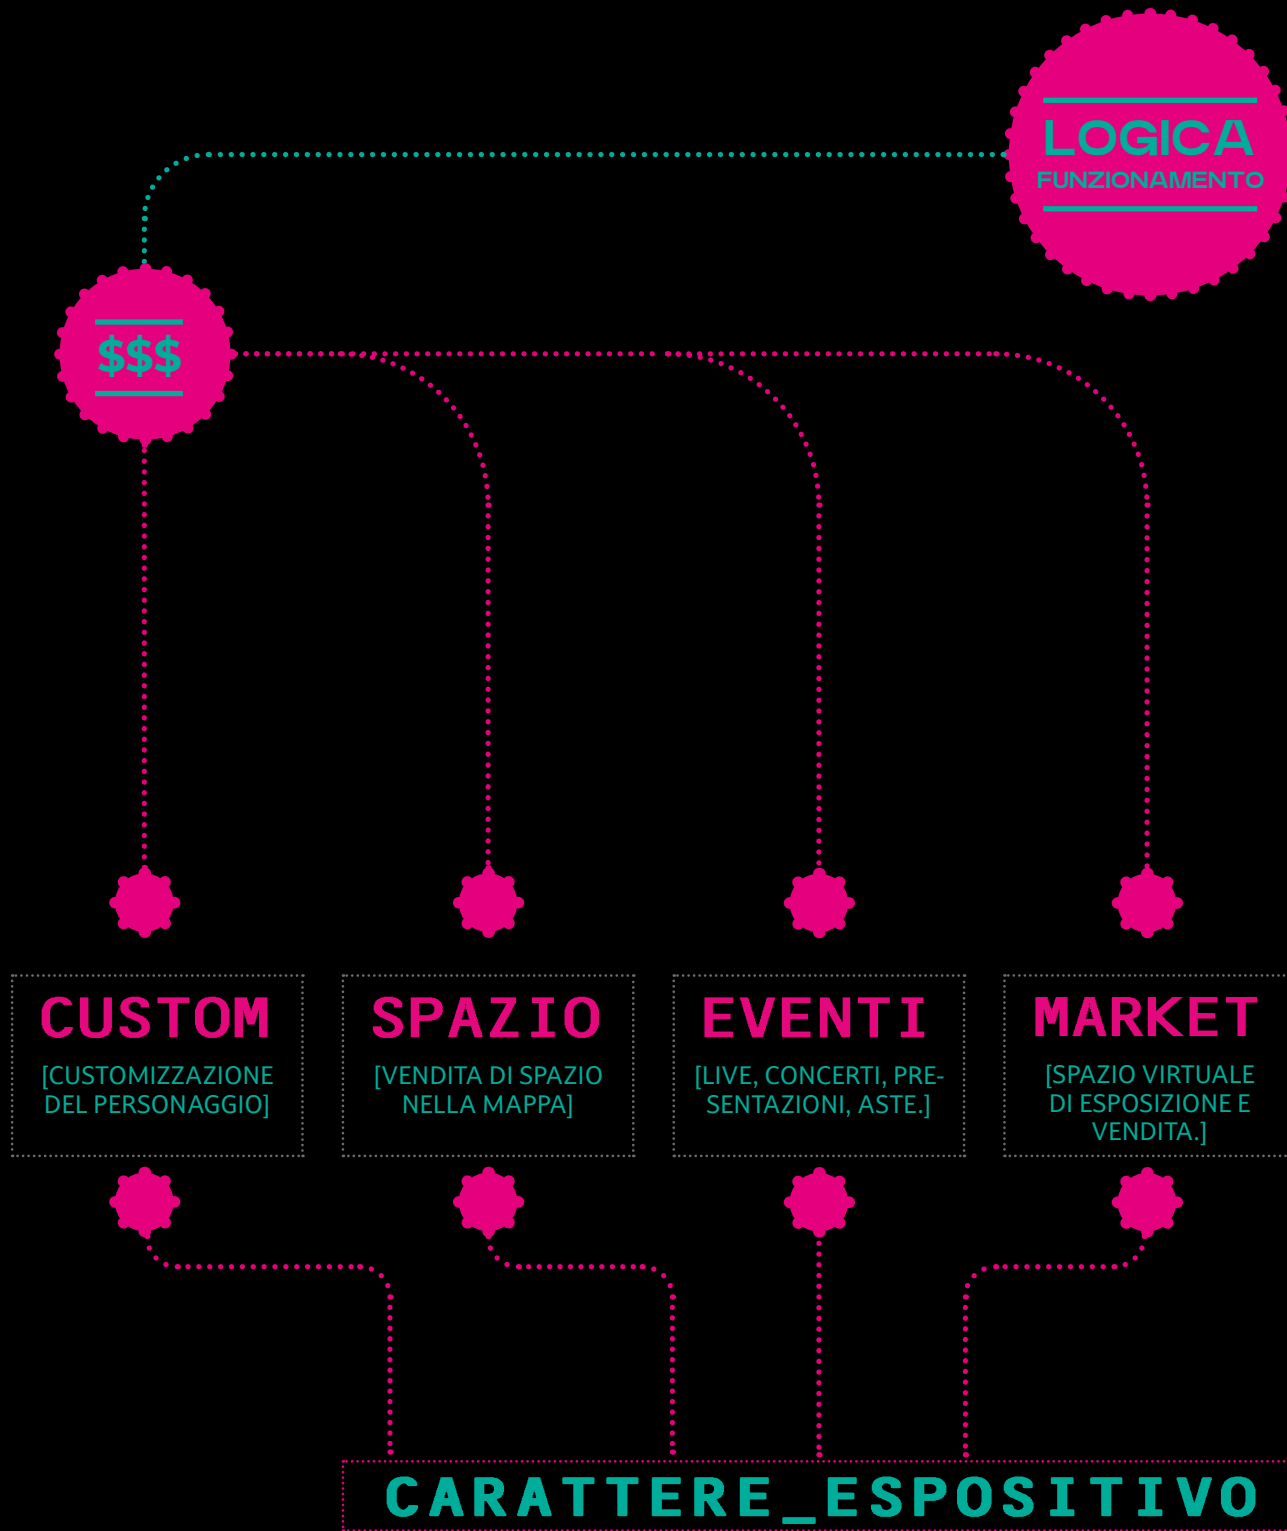 LOGICA
FUNZIONAMENTO
$$$
CUSTOM
[CUSTOMIZZAZIONE
DEL PERSONAGGIO]
SPAZIO
[VENDITA DI SPAZIO
NELLA MAPPA]
EVENTI
[LIVE, CONCERTI, PRE-
SENTAZIONI, ASTE.]
MARKET
[SPAZIO VIRTUALE
DI ESPOSIZIONE E
VENDITA.]
CARATTERE_ESPOSITIVO